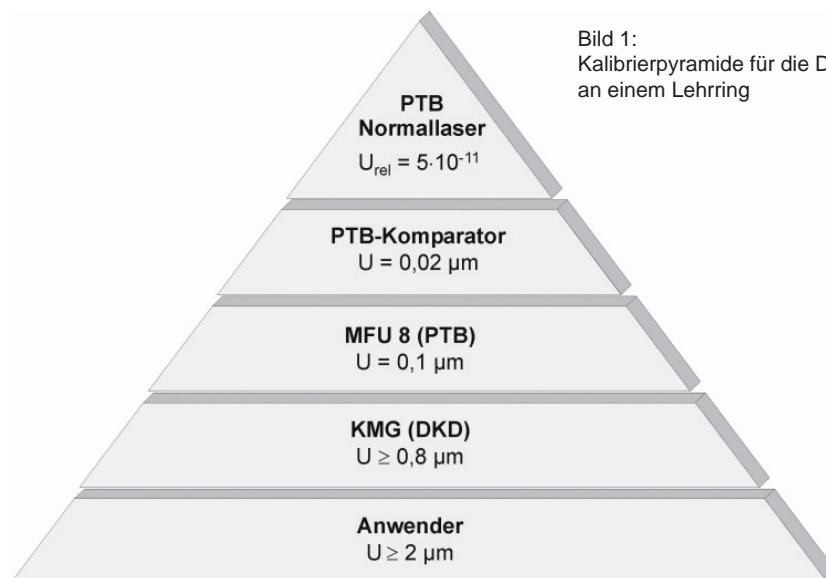 Bild 1:
Kalibrierpyramide für die D
an einem Lehrring
PTB
Normallaser
Urel = 5·10-11
PTB-Komparator
U = 0,02 µm
MFU 8 (PTB)
U = 0,1 µm
KMG (DKD)
U ≥ 0,8 µm
Anwender
U ≥ 2 µm